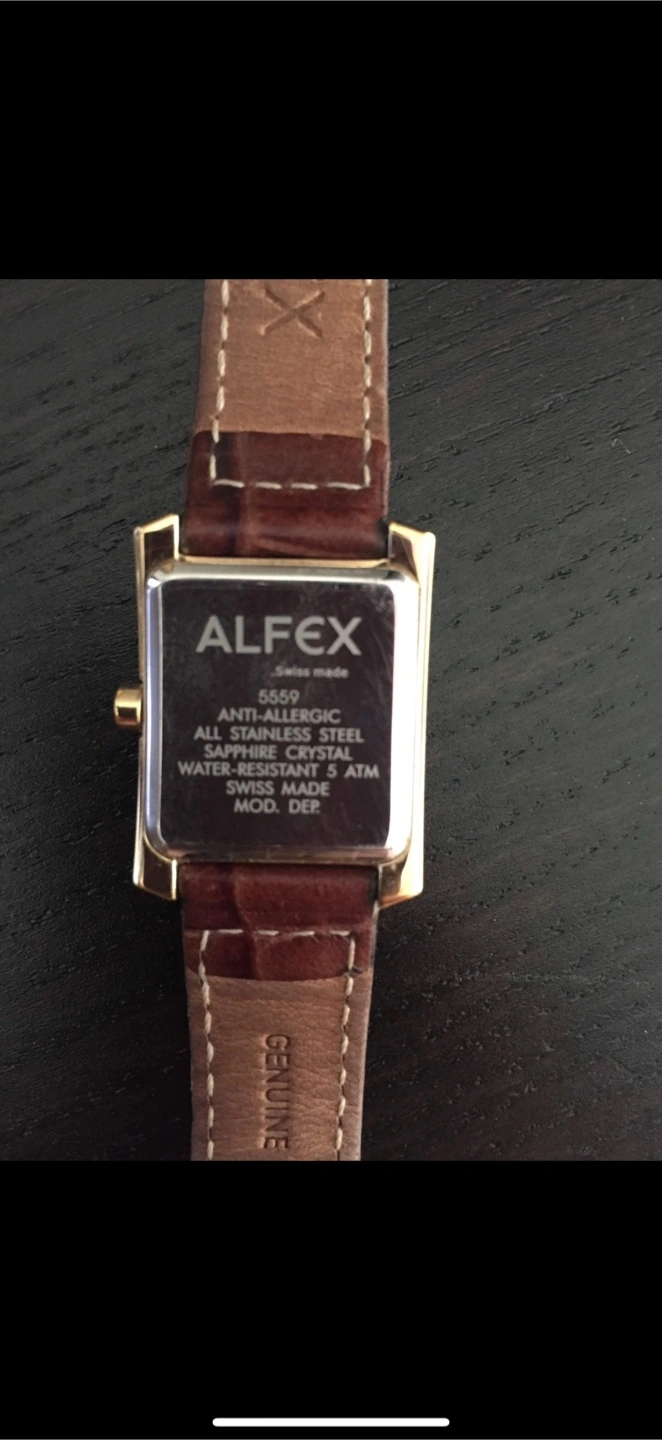 X
ALFEX
Swiss made
5559
ANTI-ALLERGIC
ALL STAINLESS STEEL
SAPPHIRE CRYSTAL
WATER-RESISTANT 5 ATM
SWISS MADE
MOD. DEP.
GENUINE